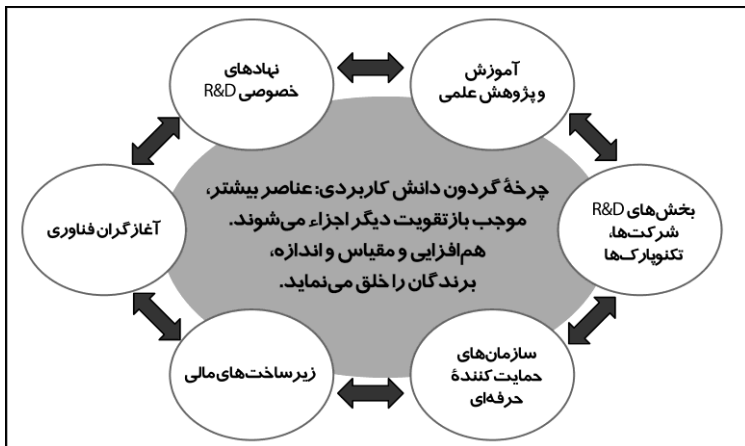 آموزش
و پژوهش علمی
نهادهای
خصوصی R&D
بخش‌های R&D
شرکت‌ها،
تکنوپارک‌ها
چرخهٔ گردون دانش کاربردی: عناصر بیشتر،
موجب بازتقویت دیگر اجزاء می‌شوند.
هم‌افزایی و مقیاس و اندازه،
برندگان را خلق می‌نماید.
آغازگران فناوری
سازمان‌های
حمایت کنندهٔ
حرفه‌ای
زیرساخت‌های مالی